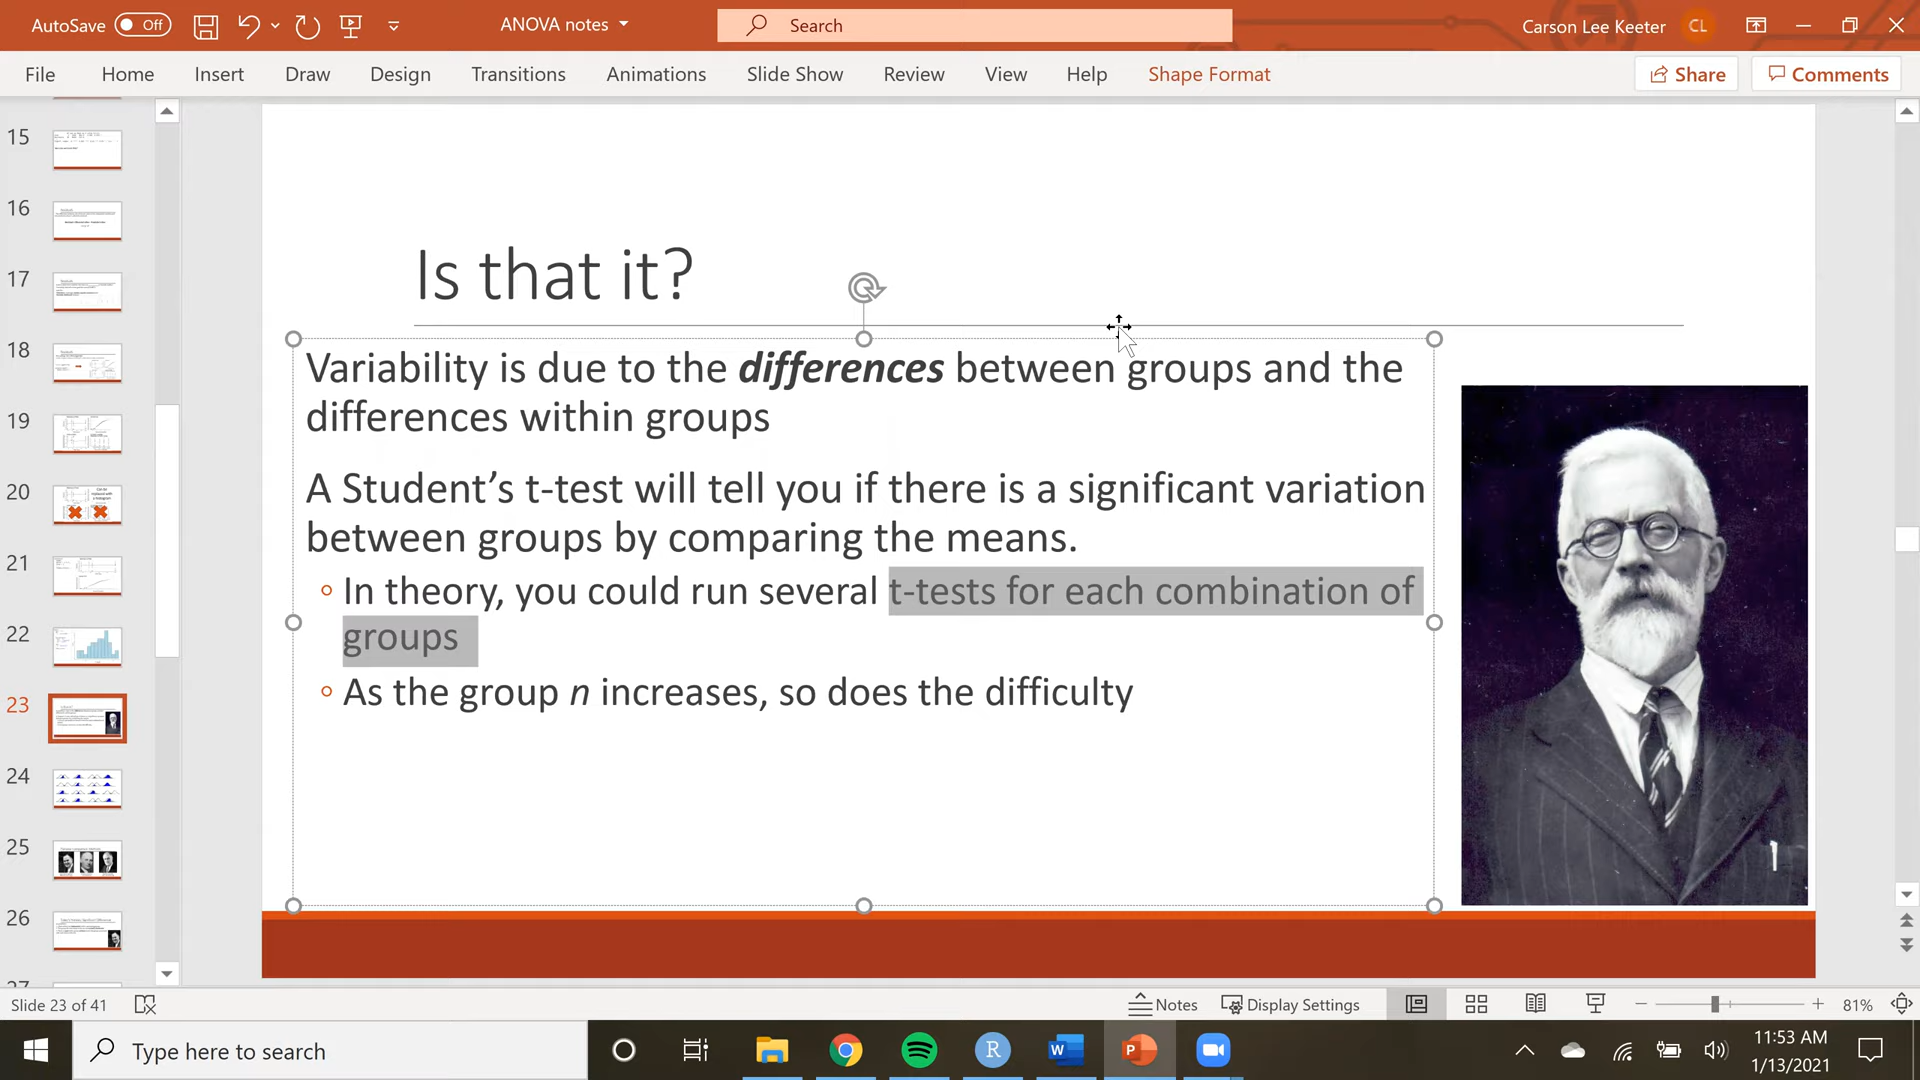 AutoSave Off
ANOVA notes
Search
Carson Lee Keeter CL
File Home Insert Draw Design Transitions Animations Slide Show Review View Help Shape Format Share Comments
15
16
17
18
19
20
21
22
23
24
25
26
Is that it?
Variability is due to the differences between groups and the
differences within groups
A Student’s t-test will tell you if there is a significant variation
between groups by comparing the means.
In theory, you could run several t-tests for each combination of
groups
As the group n increases, so does the difficulty
Slide 23 of 41
Notes Display Settings 81%
Type here to search
11:53 AM
1/13/2021